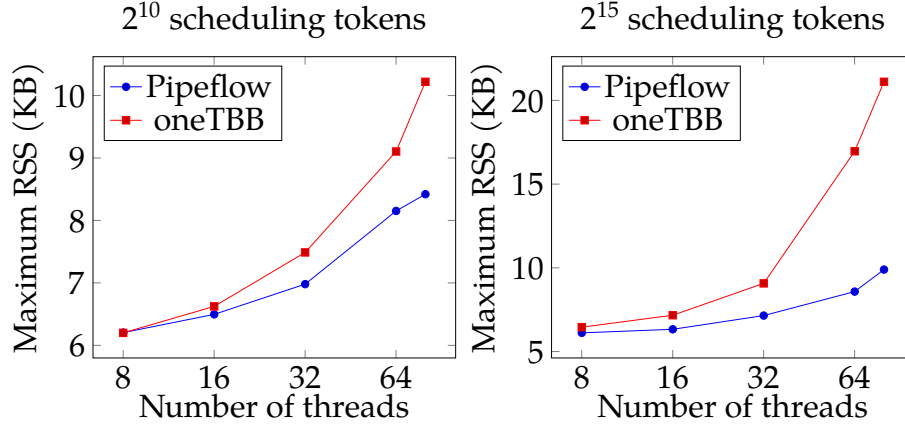 2^10 scheduling tokens
Maximum RSS (KB)
10
9
8
7
6
Pipeflow
oneTBB
8 16 32 64
Number of threads
2^15 scheduling tokens
Maximum RSS (KB)
20
15
10
5
Pipeflow
oneTBB
8 16 32 64
Number of threads